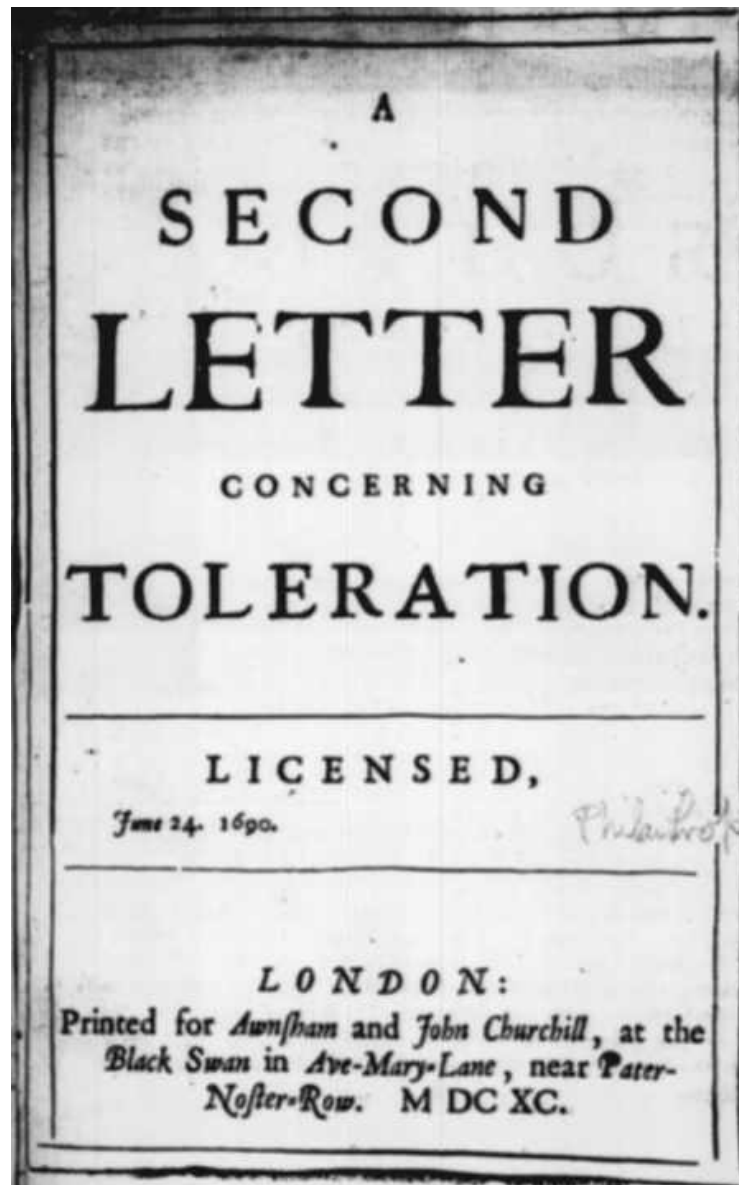 A
SECOND
LETTER
CONCERNING
TOLERATION.
LICENSED,
June 24. 1690.
LONDON:
Printed for Awnſham and John Churchill, at the
Black Swan in Ave-Mary-Lane, near Pater-
Noſter-Row. M DC XC.